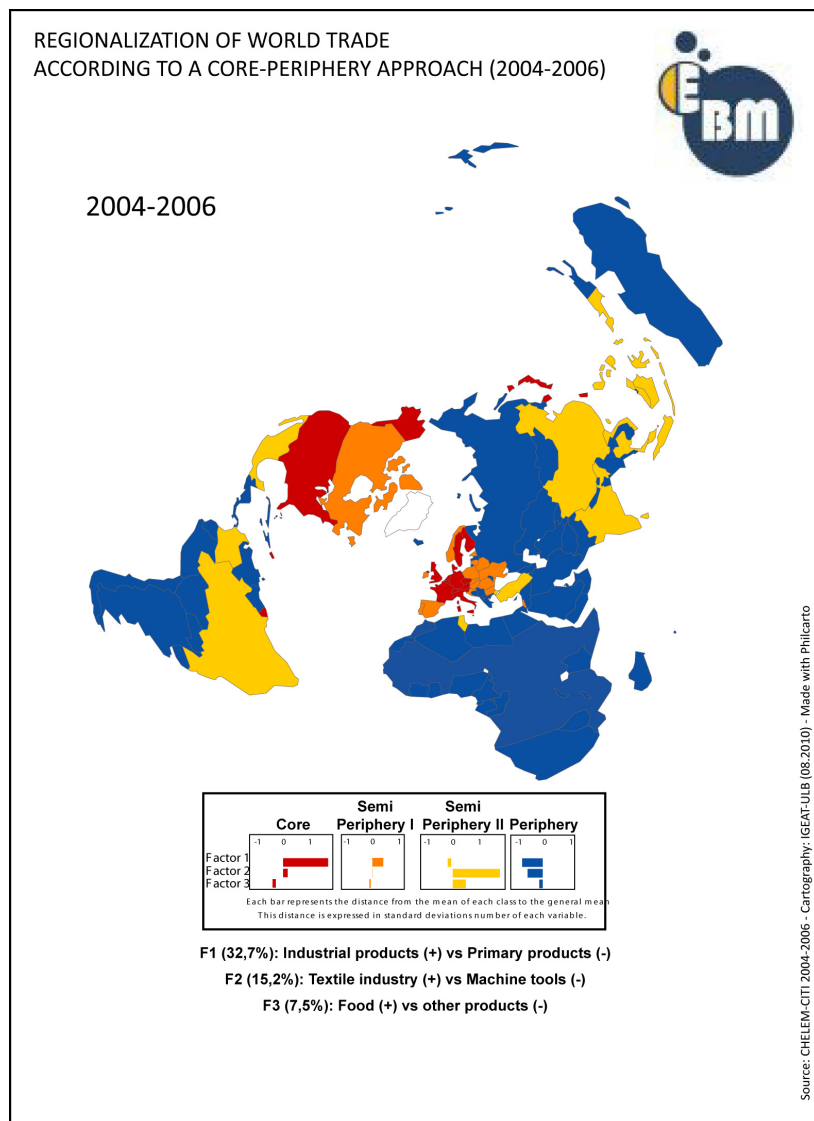 REGIONALIZATION OF WORLD TRADE
ACCORDING TO A CORE-PERIPHERY APPROACH (2004-2006)
EBM
2004-2006
Core
Semi Periphery I
Semi Periphery II
Periphery
-1 0 1
-1 0 1
-1 0 1
-1 0 1
Factor 1
Factor 2
Factor 3
Each bar represents the distance from the mean of each class to the general mean
This distance is expressed in standard deviations number of each variable.
F1 (32,7%): Industrial products (+) vs Primary products (-)
F2 (15,2%): Textile industry (+) vs Machine tools (-)
F3 (7,5%): Food (+) vs other products (-)
Source: CHELEM-CITI 2004-2006 - Cartography: IGEAT-ULB (08.2010) - Made with Philcarto